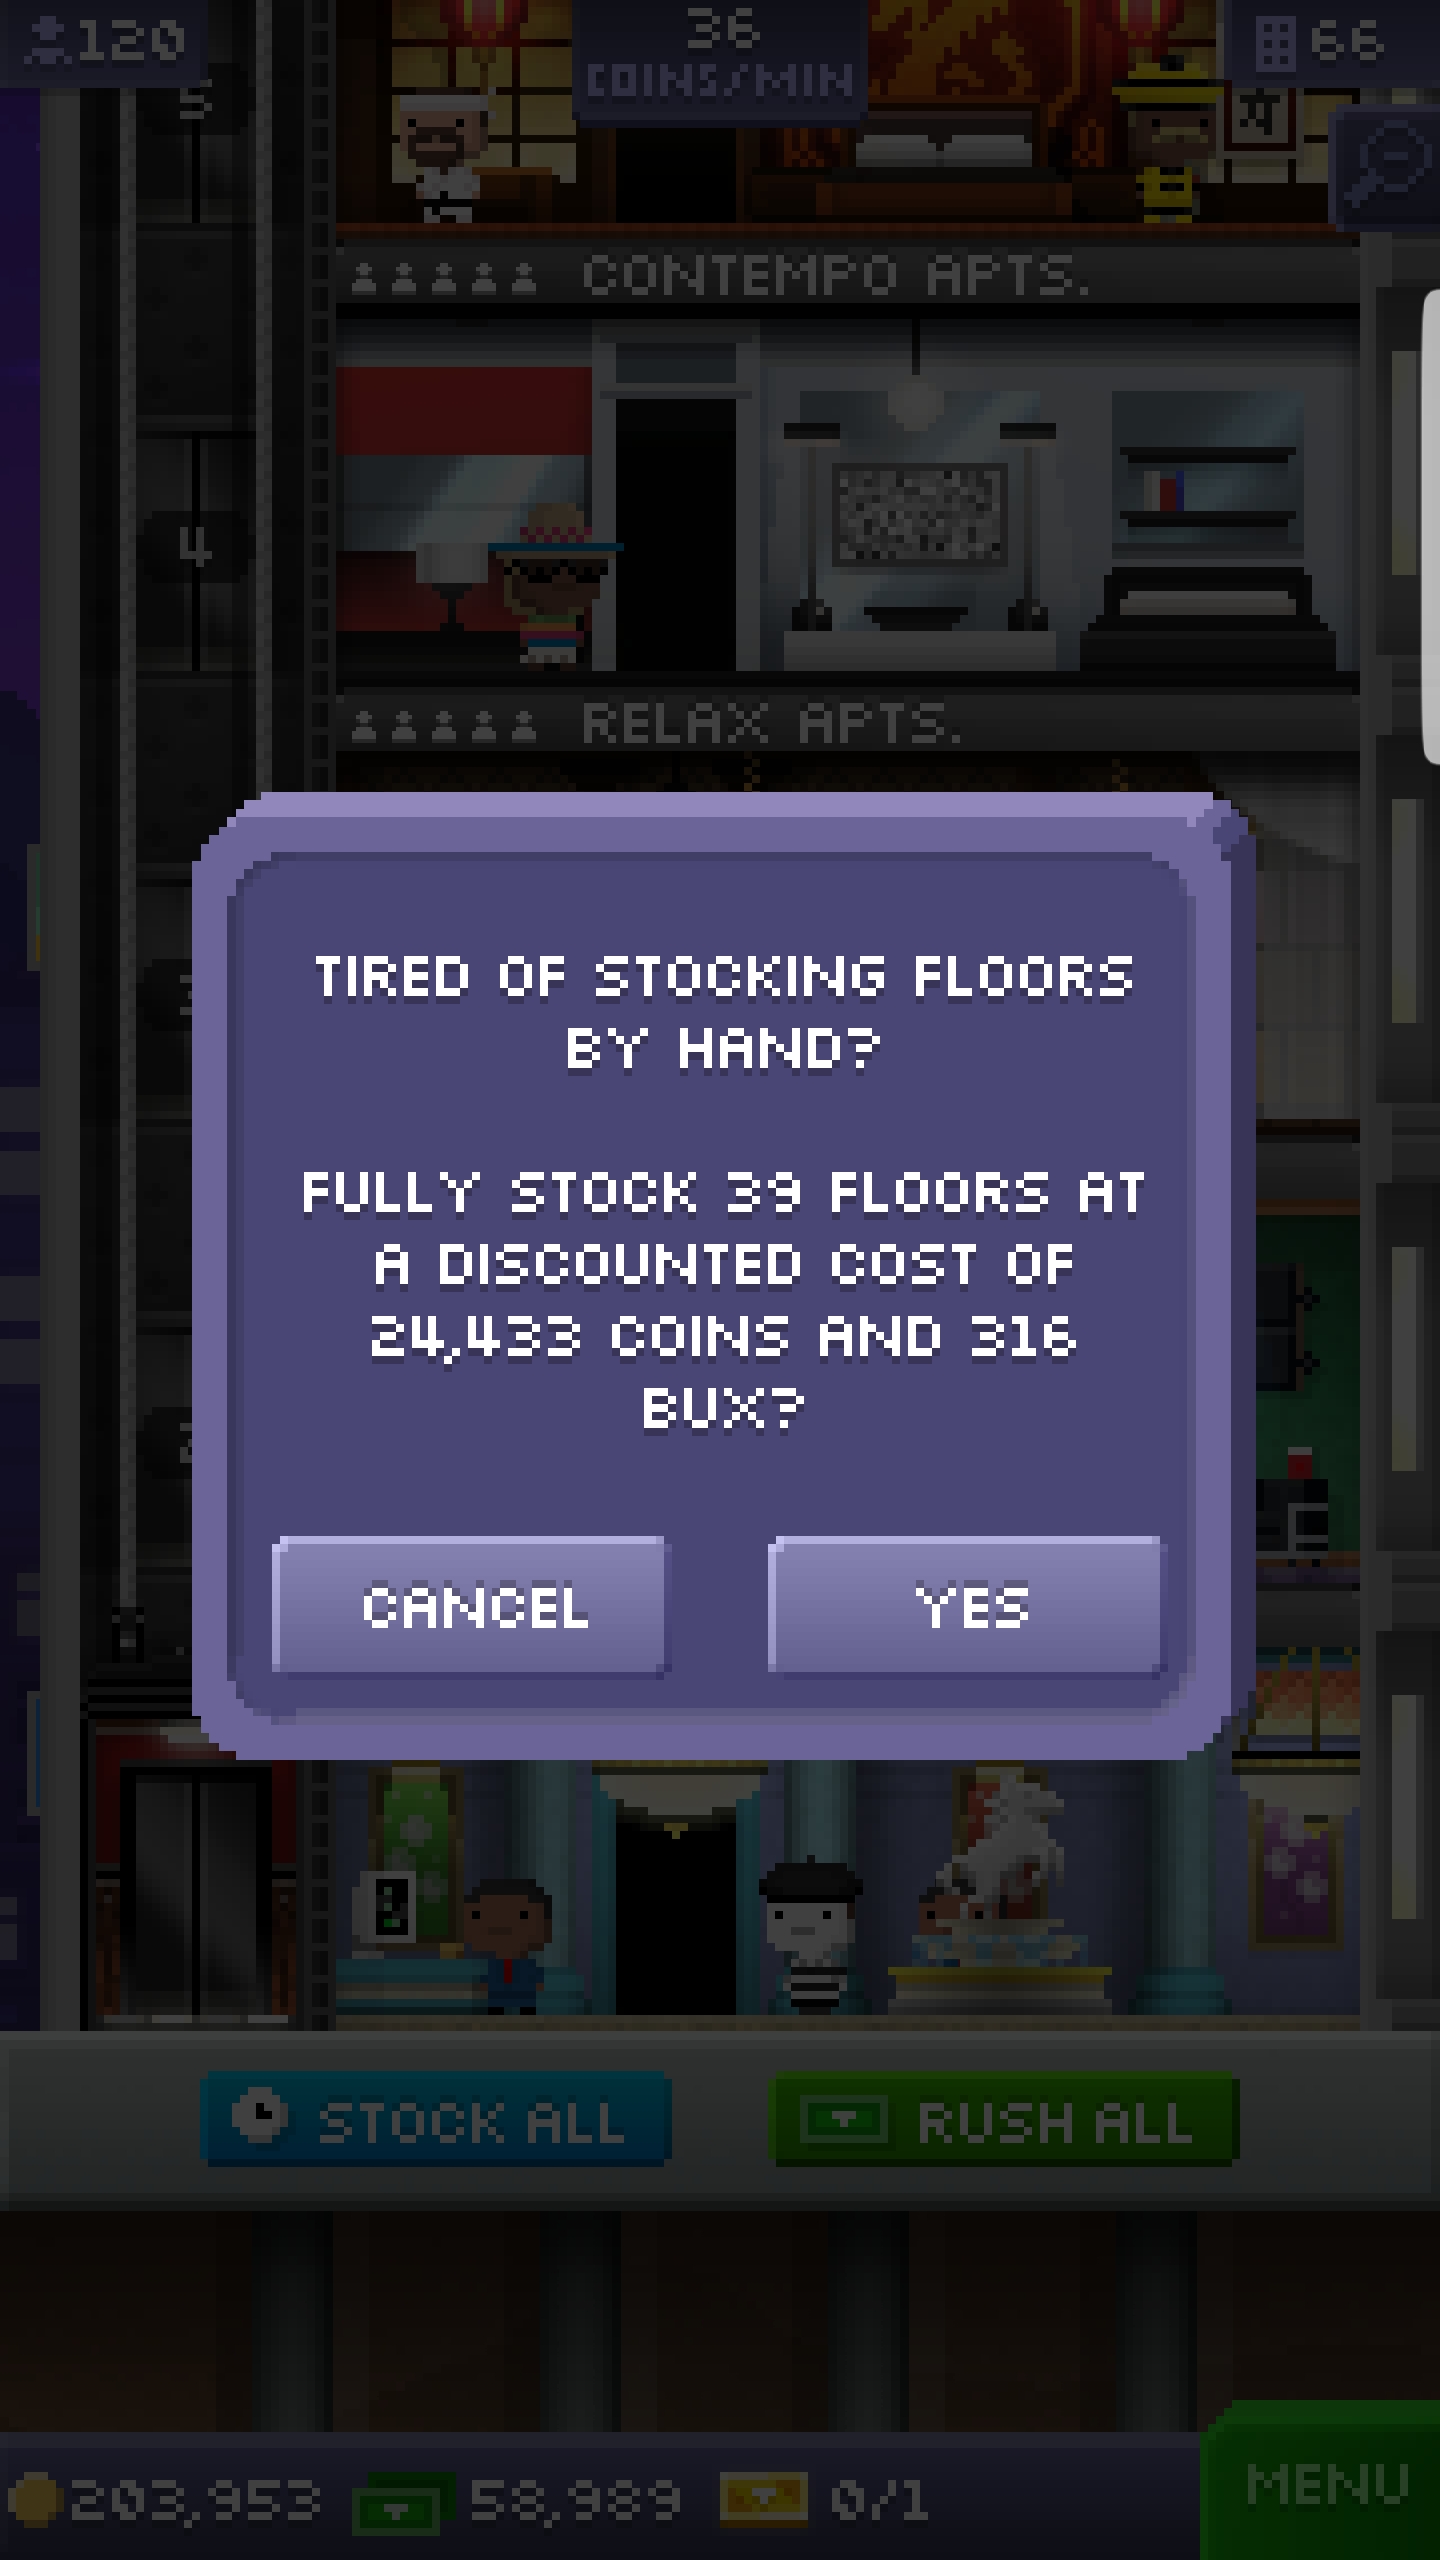 120
36
COINS/MIN
66
5
CONTEMPO APTS.
4
RELAX APTS.
TIRED OF STOCKING FLOORS
BY HAND?
FULLY STOCK 39 FLOORS AT
A DISCOUNTED COST OF
24,433 COINS AND 316
BUX?
CANCEL
YES
STOCK ALL
RUSH ALL
203,953
58,989
0/1
MENU